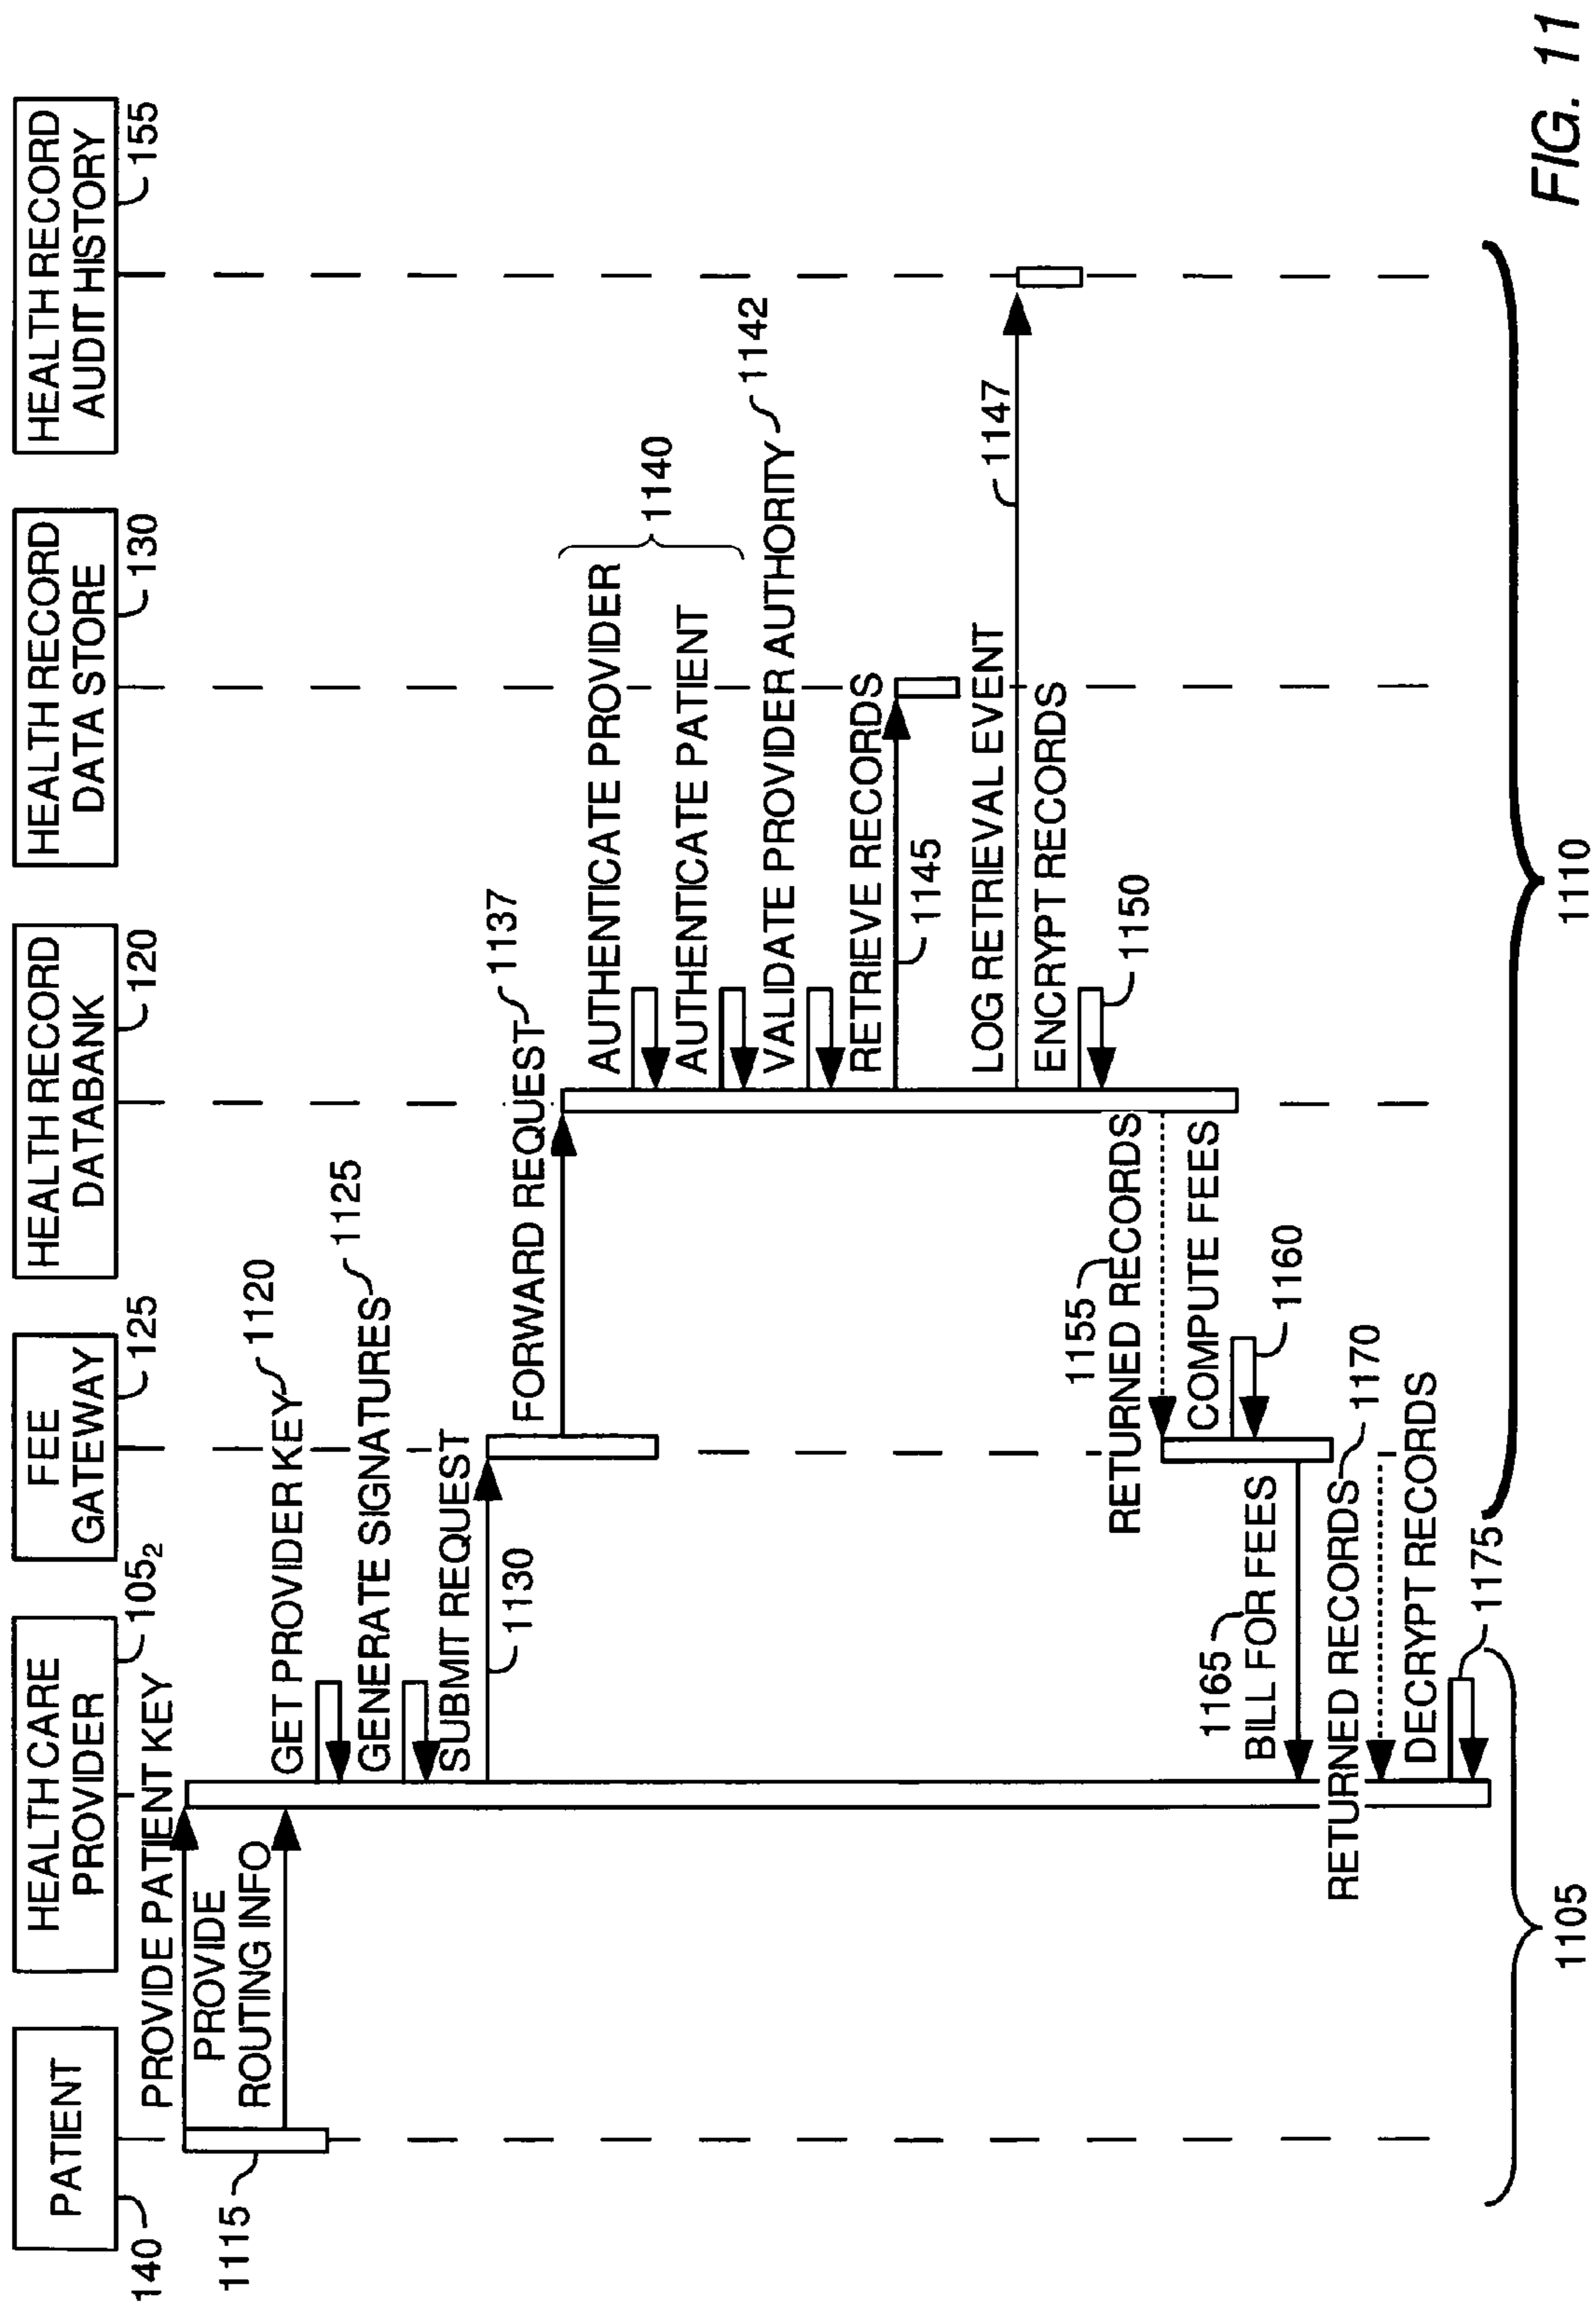 PATIENT
140
HEALTH CARE
PROVIDER
105₂
FEE
GATEWAY
125
HEALTH RECORD
DATABANK
120
HEALTH RECORD
DATA STORE
130
HEALTH RECORD
AUDIT HISTORY
155
PROVIDE PATIENT KEY
PROVIDE
ROUTING INFO
1115
GET PROVIDER KEY
1120
GENERATE SIGNATURES
1125
SUBMIT REQUEST
1130
FORWARD REQUEST
1137
AUTHENTICATE PROVIDER
AUTHENTICATE PATIENT
1140
VALIDATE PROVIDER AUTHORITY
1142
RETRIEVE RECORDS
1145
LOG RETRIEVAL EVENT
1147
ENCRYPT RECORDS
1150
1155
RETURNED RECORDS
COMPUTE FEES
1160
1165
BILL FOR FEES
RETURNED RECORDS
1170
DECRYPT RECORDS
1175
1105
1110
FIG. 11